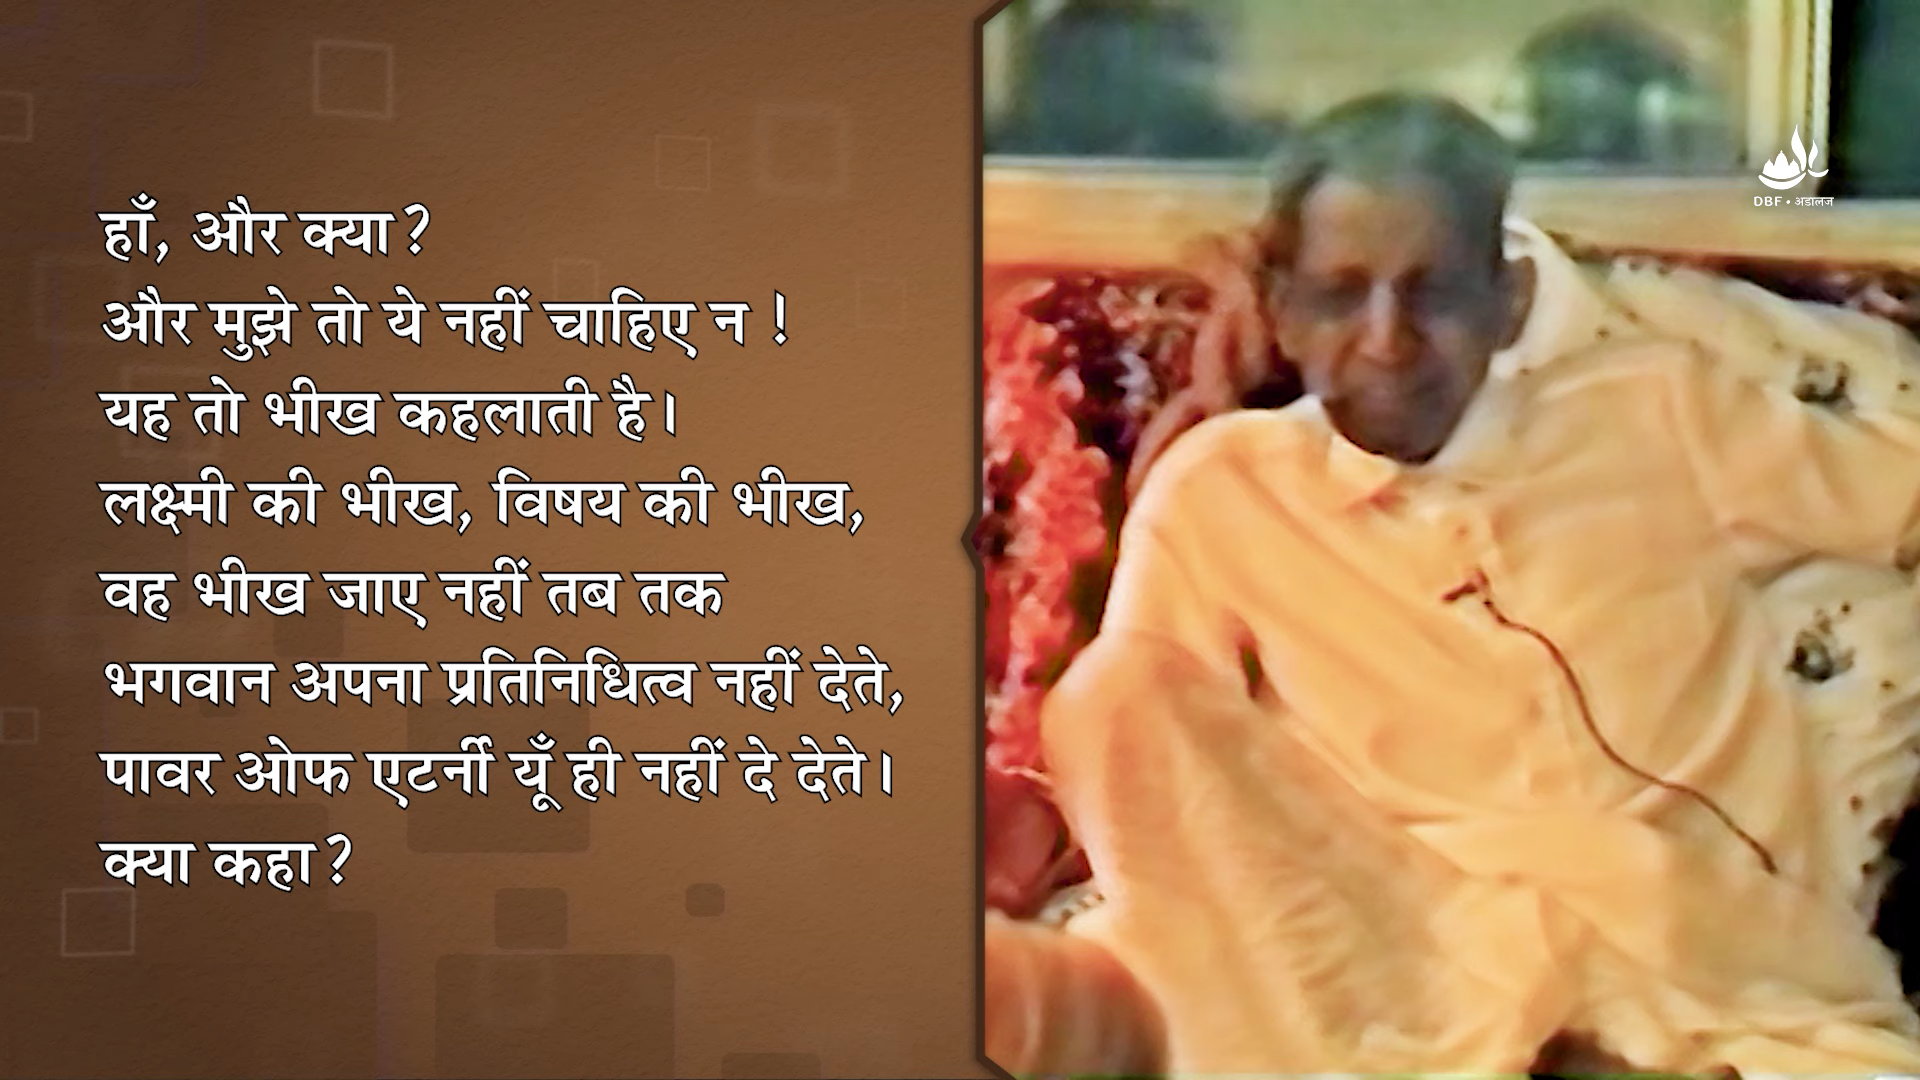 हाँ, और क्या?
और मुझे तो ये नहीं चाहिए न !
यह तो भीख कहलाती है।
लक्ष्मी की भीख, विषय की भीख,
वह भीख जाए नहीं तब तक
भगवान अपना प्रतिनिधित्व नहीं देते,
पावर ओफ एटर्नी यूँ ही नहीं दे देते।
क्या कहा?
DBF • अडालज